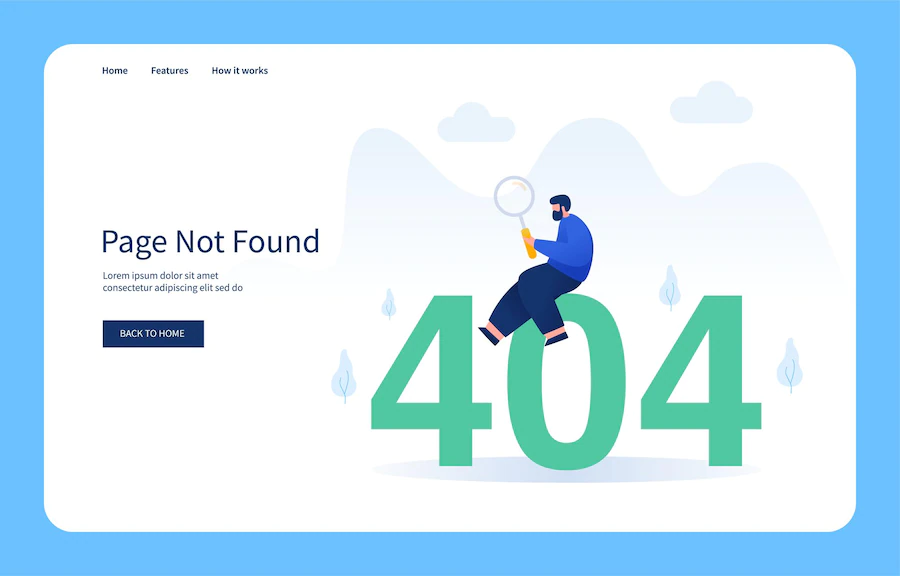 Home Features How it works
Page Not Found
Lorem ipsum dolor sit amet
consectetur adipiscing elit sed do
BACK TO HOME
404